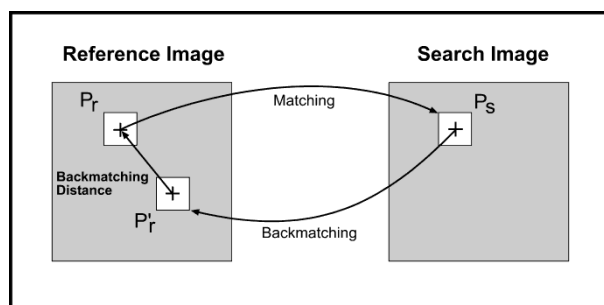 Reference Image
Search Image
Pr
Matching
Ps
Backmatching
Distance
P'r
Backmatching